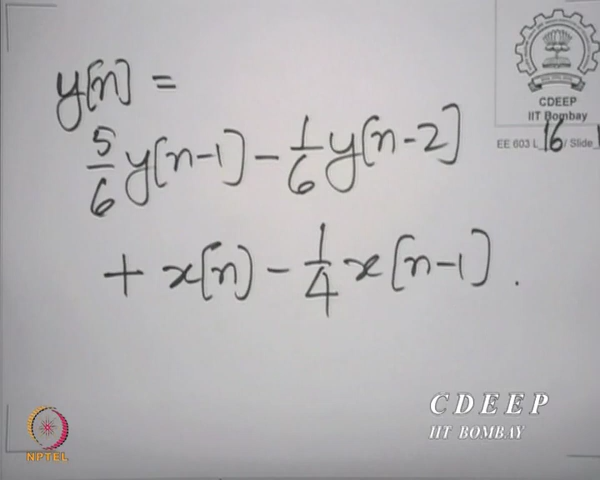 y[n] =
5/6 y[n-1] - 1/6 y[n-2]
+ x[n] - 1/4 x[n-1].
CDEEP
IIT Bombay
EE 603 L 16 / Slide
CDEEP
IIT BOMBAY
NPTEL